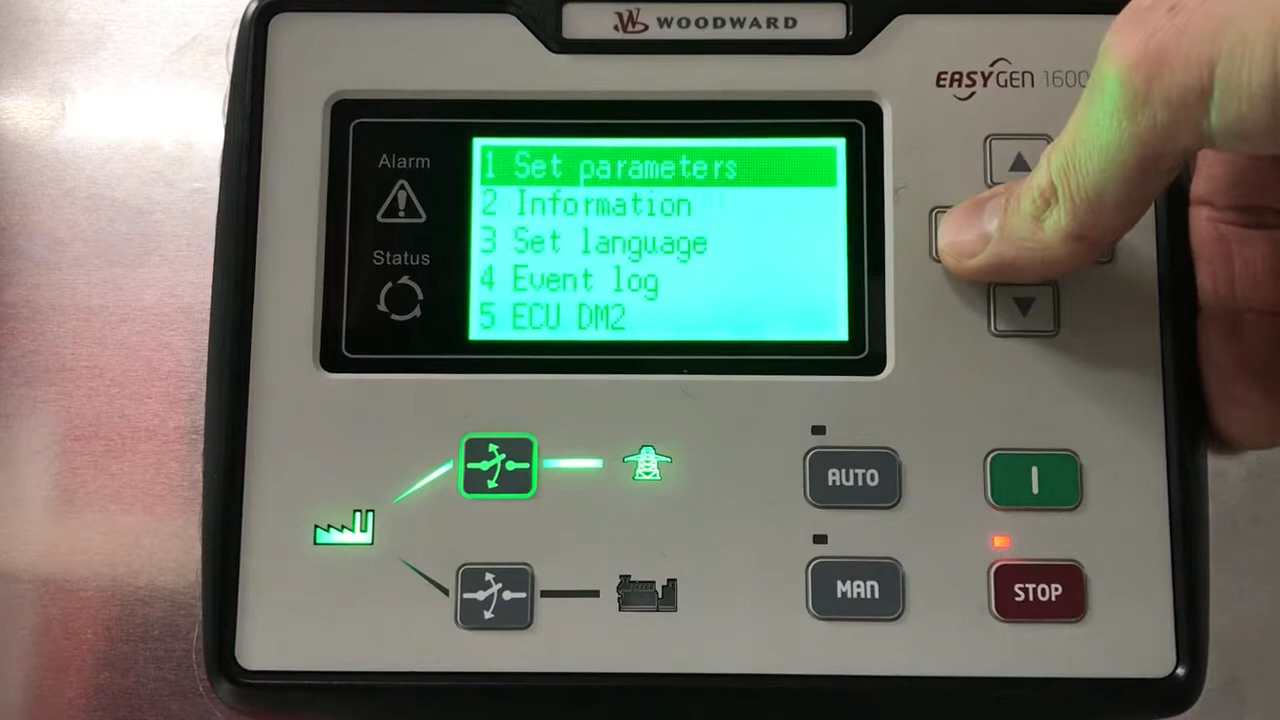 WOODWARD
EASYGEN 1600
Alarm
Status
1 Set parameters
2 Information
3 Set language
4 Event log
5 ECU DM2
AUTO
I
MAN
STOP